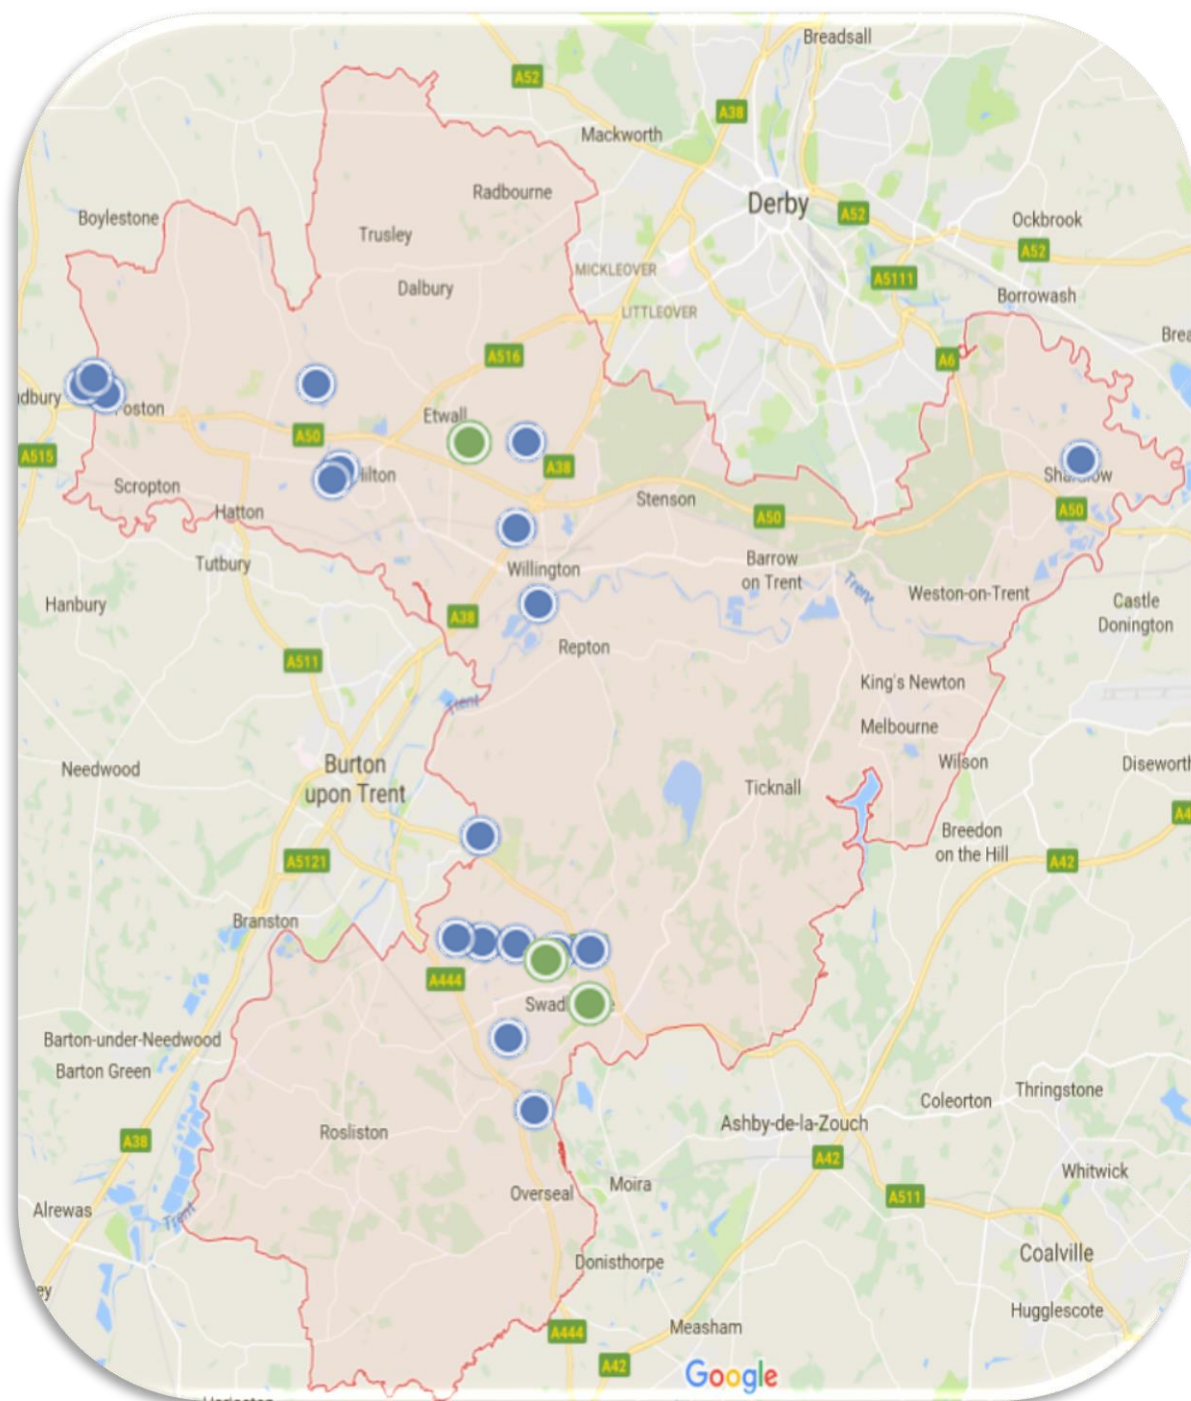 Breadsall
A52
A38
Mackworth
Radbourne
Derby
A52
Boylestone
Ockbrook
Trusley
A52
MICKLEOVER
A5111
Dalbury
Borrowash
LITTLEOVER
A516
A6
Etwall
A50
A515
A38
Scropton
Stenson
Hatton
A50
A50
Tutbury
Willington
Barrow
on Trent
Trent
Weston-on-Trent
Hanbury
Castle
Donington
A38
Repton
A511
King's Newton
Trent
Melbourne
Needwood
Burton
upon Trent
Wilson
Ticknall
Breedon
on the Hill
A5121
A42
Branston
A444
Barton-under-Needwood
Barton Green
Thringstone
Coleorton
Rosliston
Ashby-de-la-Zouch
A38
A42
Whitwick
Moira
Overseal
A511
Alrewas
Trent
Coalville
Donisthorpe
Hugglescote
Measham
A444
A42
Google